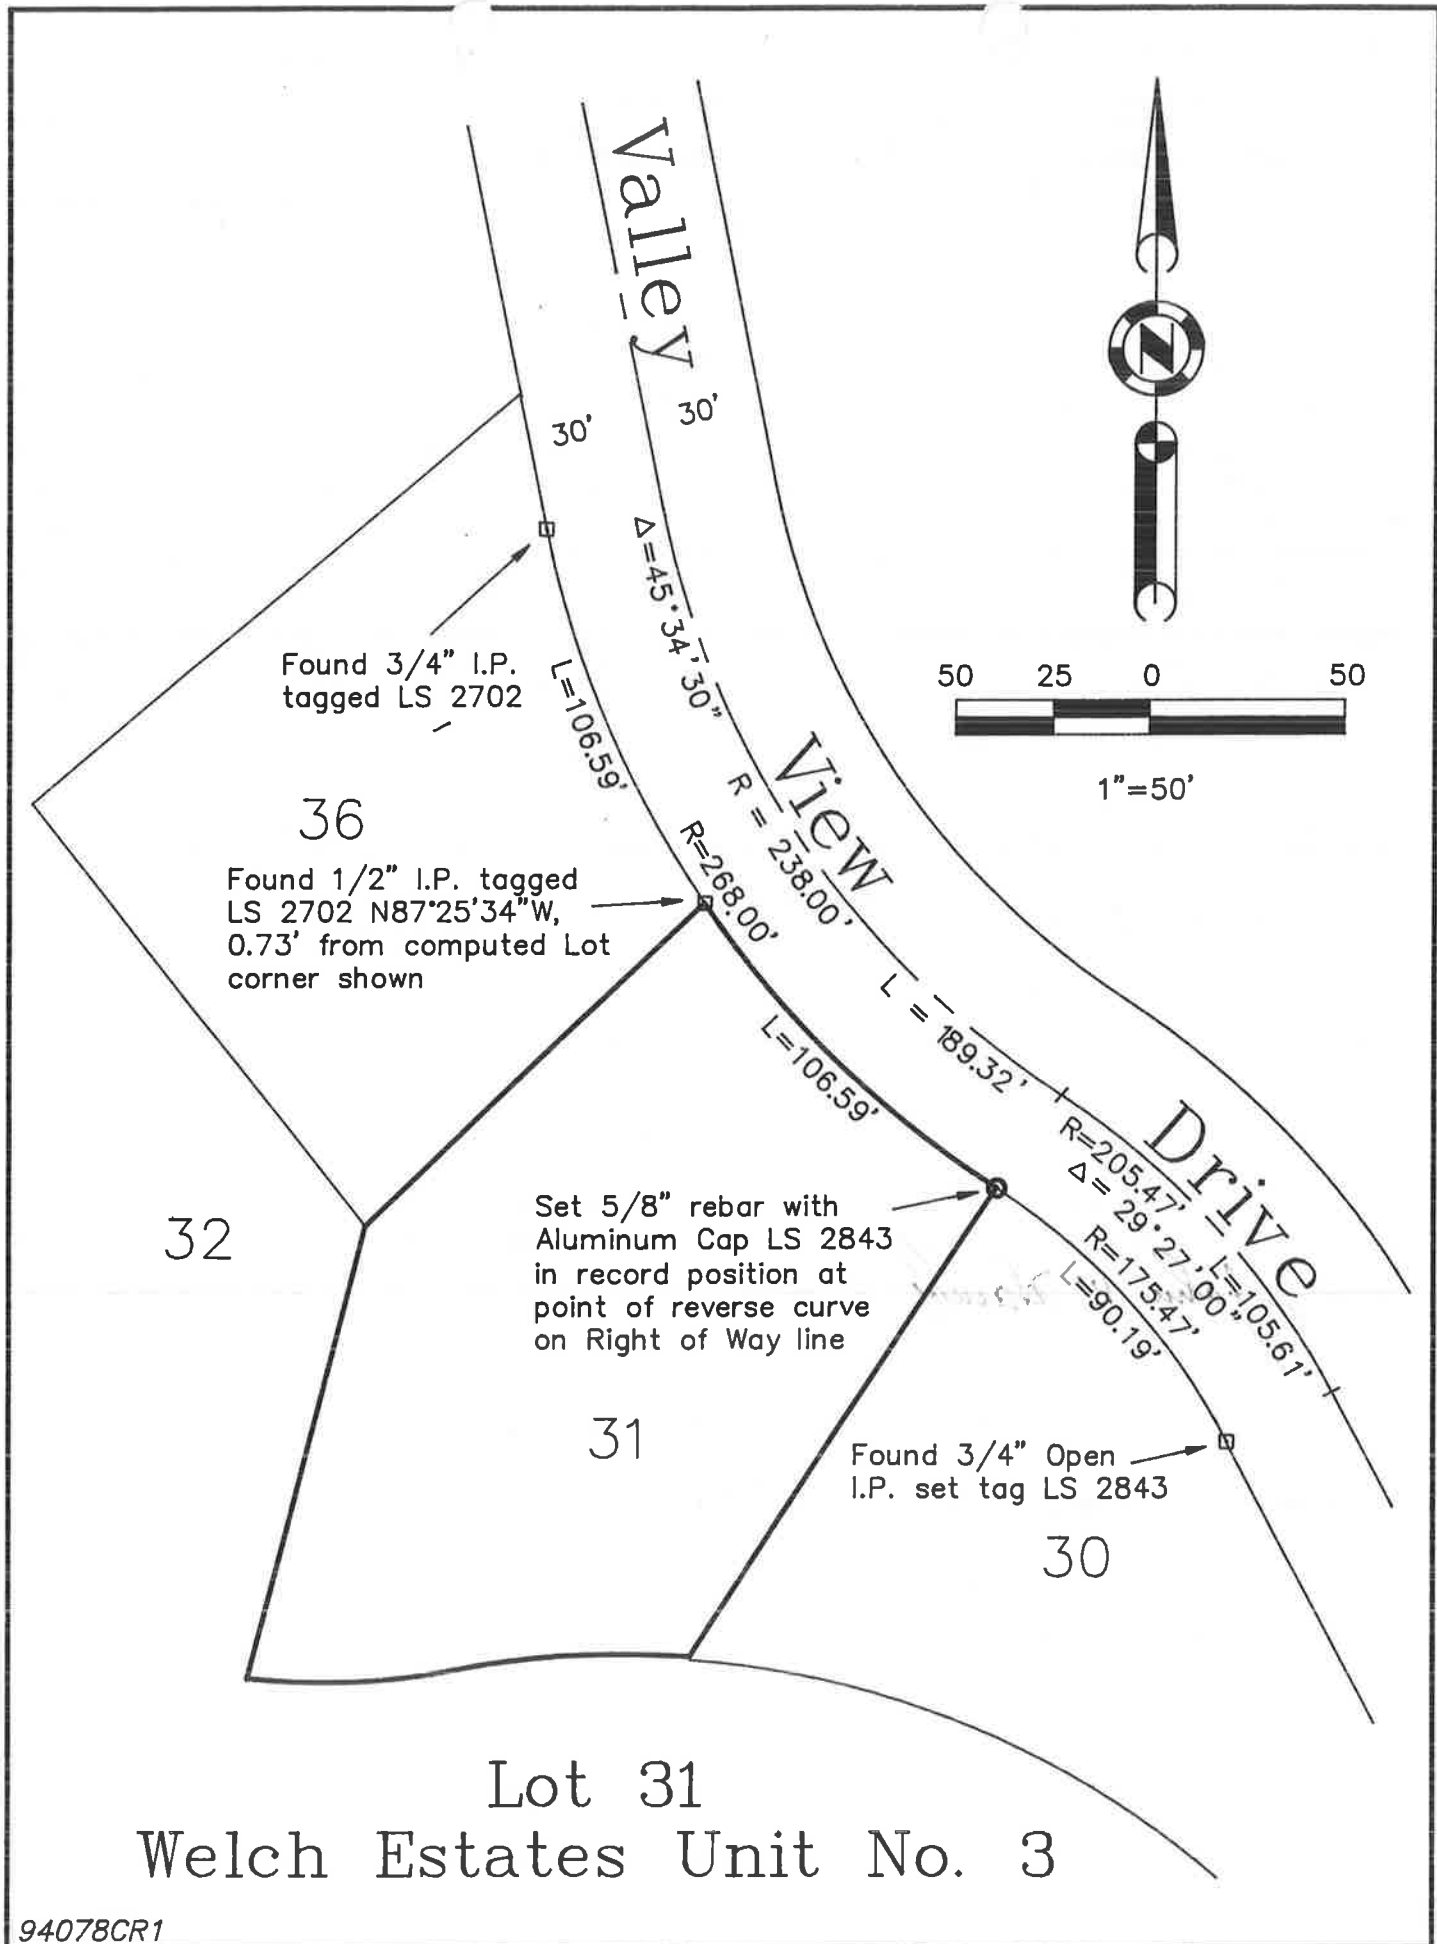 Valley
30'
30'
N
Δ=45°34'30"
50 25 0 50
1"=50'
Found 3/4" I.P.
tagged LS 2702
L=106.59'
View
R = 238.00'
36
R=268.00'
Found 1/2" I.P. tagged
LS 2702 N87°25'34"W,
0.73' from computed Lot
corner shown
L = 189.32'
L=106.59'
Drive
R=205.47'
Δ= 29°27'00"
L=105.61'
R=175.47'
L=90.19'
32
Set 5/8" rebar with
Aluminum Cap LS 2843
in record position at
point of reverse curve
on Right of Way line
31
Found 3/4" Open
I.P. set tag LS 2843
30
Lot 31
Welch Estates Unit No. 3
94078CR1